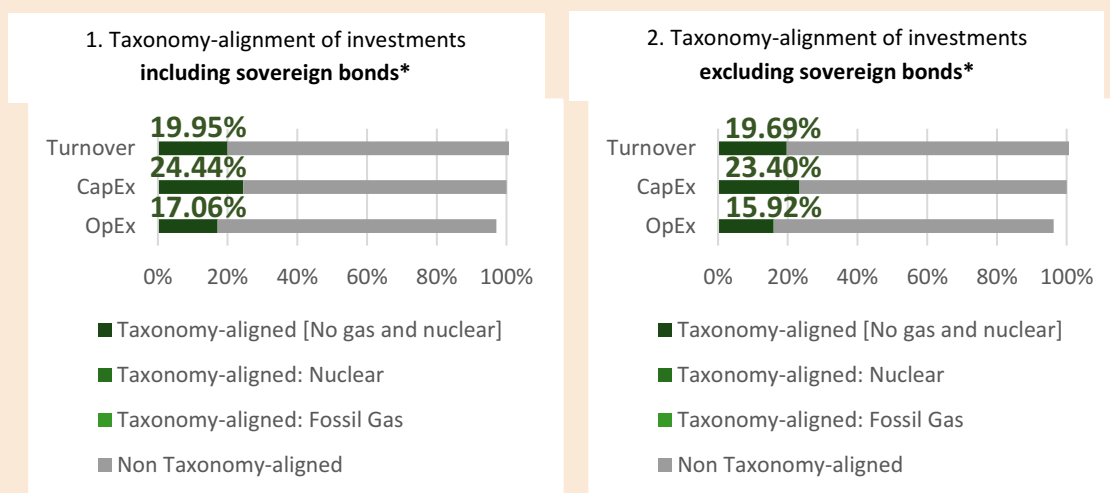 1. Taxonomy-alignment of investments
including sovereign bonds*
19.95%
Turnover
24.44%
CapEx
17.06%
OpEx
0% 20% 40% 60% 80% 100%
Taxonomy-aligned [No gas and nuclear]
Taxonomy-aligned: Nuclear
Taxonomy-aligned: Fossil Gas
Non Taxonomy-aligned
2. Taxonomy-alignment of investments
excluding sovereign bonds*
19.69%
Turnover
23.40%
CapEx
15.92%
OpEx
0% 20% 40% 60% 80% 100%
Taxonomy-aligned [No gas and nuclear]
Taxonomy-aligned: Nuclear
Taxonomy-aligned: Fossil Gas
Non Taxonomy-aligned